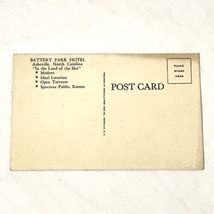 BATTERY PARK HOTEL
Asheville, North Carolina
"In the Land of the Sky"
Modern
Ideal Location
Open Terraces
Spacious Public Rooms
POST CARD
PLACE
STAMP
HERE